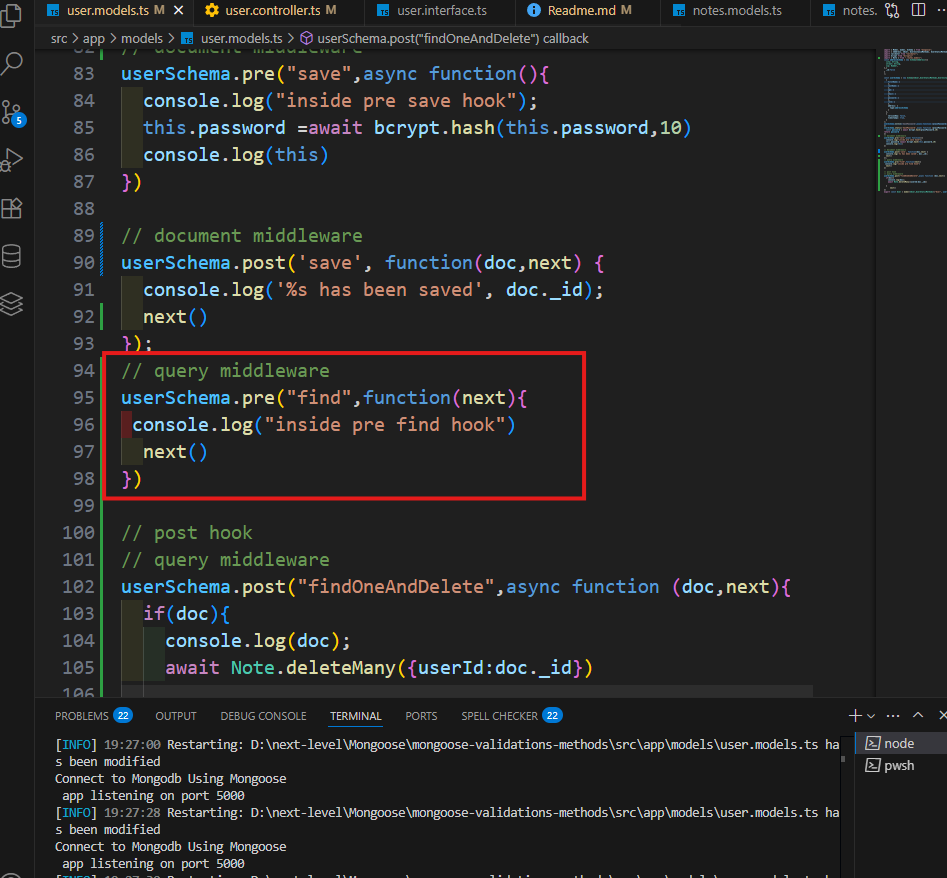 user.models.ts M
user.controller.ts M
user.interface.ts
Readme.md M
notes.models.ts
notes.
src > app > models > user.models.ts > userSchema.post("findOneAndDelete") callback
82 // document middleware
83 userSchema.pre("save",async function(){
84 console.log("inside pre save hook");
85 this.password =await bcrypt.hash(this.password,10)
86 console.log(this)
87 })
88
89 // document middleware
90 userSchema.post('save', function(doc,next) {
91 console.log('%s has been saved', doc._id);
92 next()
93 });
94 // query middleware
95 userSchema.pre("find",function(next){
96 console.log("inside pre find hook")
97 next()
98 })
99
100 // post hook
101 // query middleware
102 userSchema.post("findOneAndDelete",async function (doc,next){
103 if(doc){
104 console.log(doc);
105 await Note.deleteMany({userId:doc._id})
106
5
PROBLEMS 22 OUTPUT DEBUG CONSOLE TERMINAL PORTS SPELL CHECKER 22
[INFO] 19:27:00 Restarting: D:\next-level\Mongoose\mongoose-validations-methods\src\app\models\user.models.ts ha
s been modified
Connect to Mongodb Using Mongoose
app listening on port 5000
[INFO] 19:27:28 Restarting: D:\next-level\Mongoose\mongoose-validations-methods\src\app\models\user.models.ts ha
s been modified
Connect to Mongodb Using Mongoose
app listening on port 5000
node
pwsh